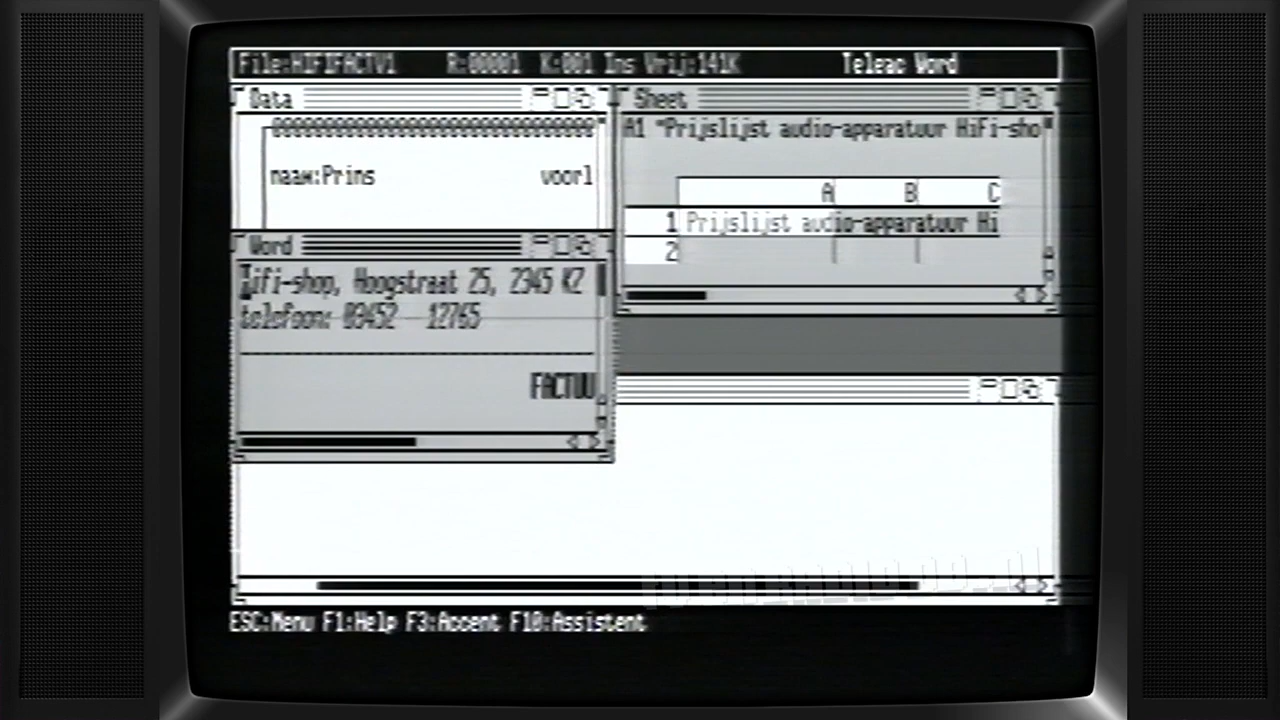 File:HIFIFACTV1 R:00001 K:001 Ins Vrij:141K Teleac Word
Data
naam:Prins voorl
Word
ifi-shop, Hoogstraat 25, 2345 KZ
telefoon: 03452 12765
FACTUU
Sheet
A1 "Prijslijst audio-apparatuur HiFi-sho
A B C
1 Prijslijst audio-apparatuur Hi
2
ESC:Menu F1:Help F3:Accent F10:Assistent